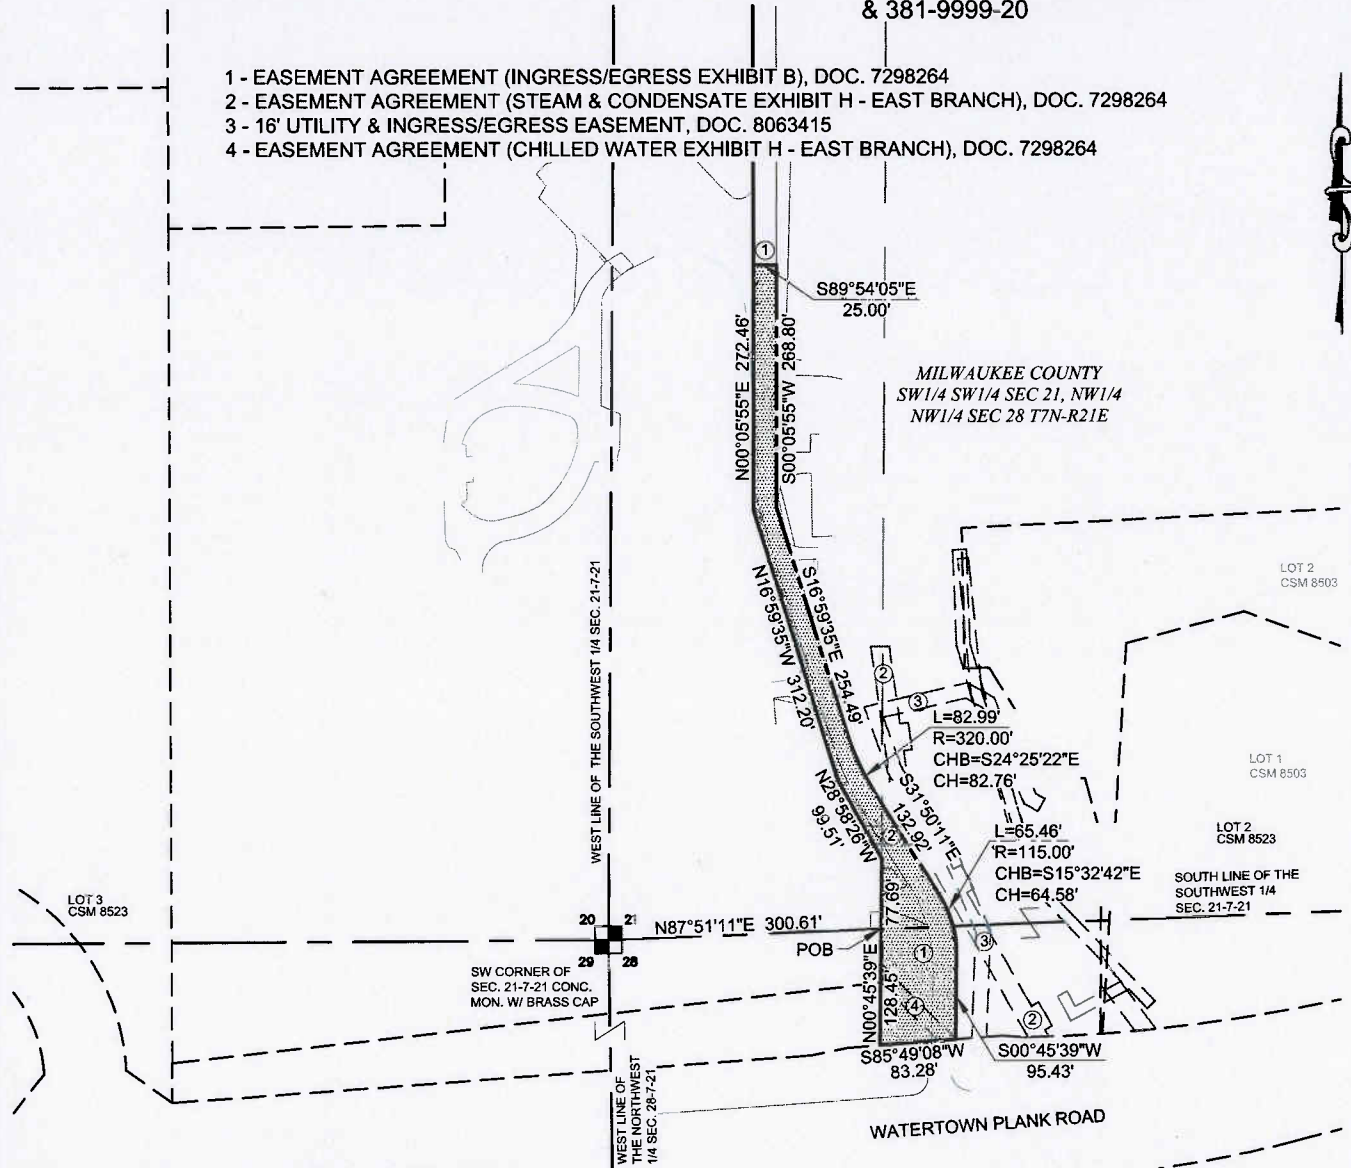 & 381-9999-20
1 - EASEMENT AGREEMENT (INGRESS/EGRESS EXHIBIT B), DOC. 7298264
2 - EASEMENT AGREEMENT (STEAM & CONDENSATE EXHIBIT H - EAST BRANCH), DOC. 7298264
3 - 16' UTILITY & INGRESS/EGRESS EASEMENT, DOC. 8063415
4 - EASEMENT AGREEMENT (CHILLED WATER EXHIBIT H - EAST BRANCH), DOC. 7298264
1
S89°54'05"E
25.00'
N00°05'55"E 272.46'
S00°05'55"W 268.80'
MILWAUKEE COUNTY
SW1/4 SW1/4 SEC 21, NW1/4
NW1/4 SEC 28 T7N-R21E
LOT 2
CSM 8503
WEST LINE OF THE SOUTHWEST 1/4 SEC. 21-7-21
N16°59'35"W 312.20'
S16°59'35"E 254.49'
2
3
L=82.99'
R=320.00'
CHB=S24°25'22"E
CH=82.76'
LOT 1
CSM 8503
N28°58'26"W
99.51'
S31°50'11"E
132.92'
2
L=65.46'
R=115.00'
CHB=S15°32'42"E
CH=64.58'
LOT 2
CSM 8523
SOUTH LINE OF THE
SOUTHWEST 1/4
SEC. 21-7-21
LOT 3
CSM 8523
20 21
29 28
N87°51'11"E 300.61'
77.69'
POB
1
3
SW CORNER OF
SEC. 21-7-21 CONC.
MON. W/ BRASS CAP
N00°45'39"E
128.45'
4
2
S85°49'08"W
83.28'
S00°45'39"W
95.43'
WEST LINE OF
THE NORTHWEST
1/4 SEC. 28-7-21
WATERTOWN PLANK ROAD